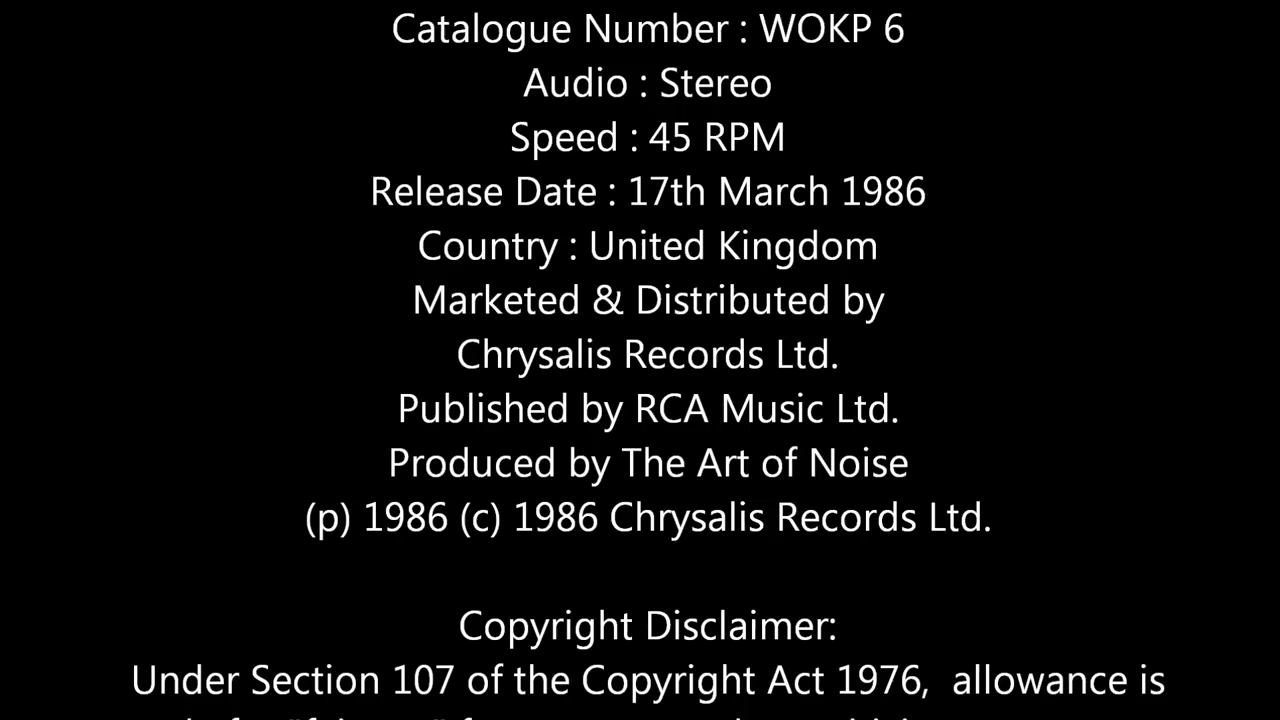 Catalogue Number : WOKP 6
Audio : Stereo
Speed : 45 RPM
Release Date : 17th March 1986
Country : United Kingdom
Marketed & Distributed by
Chrysalis Records Ltd.
Published by RCA Music Ltd.
Produced by The Art of Noise
(p) 1986 (c) 1986 Chrysalis Records Ltd.
Copyright Disclaimer:
Under Section 107 of the Copyright Act 1976,  allowance is